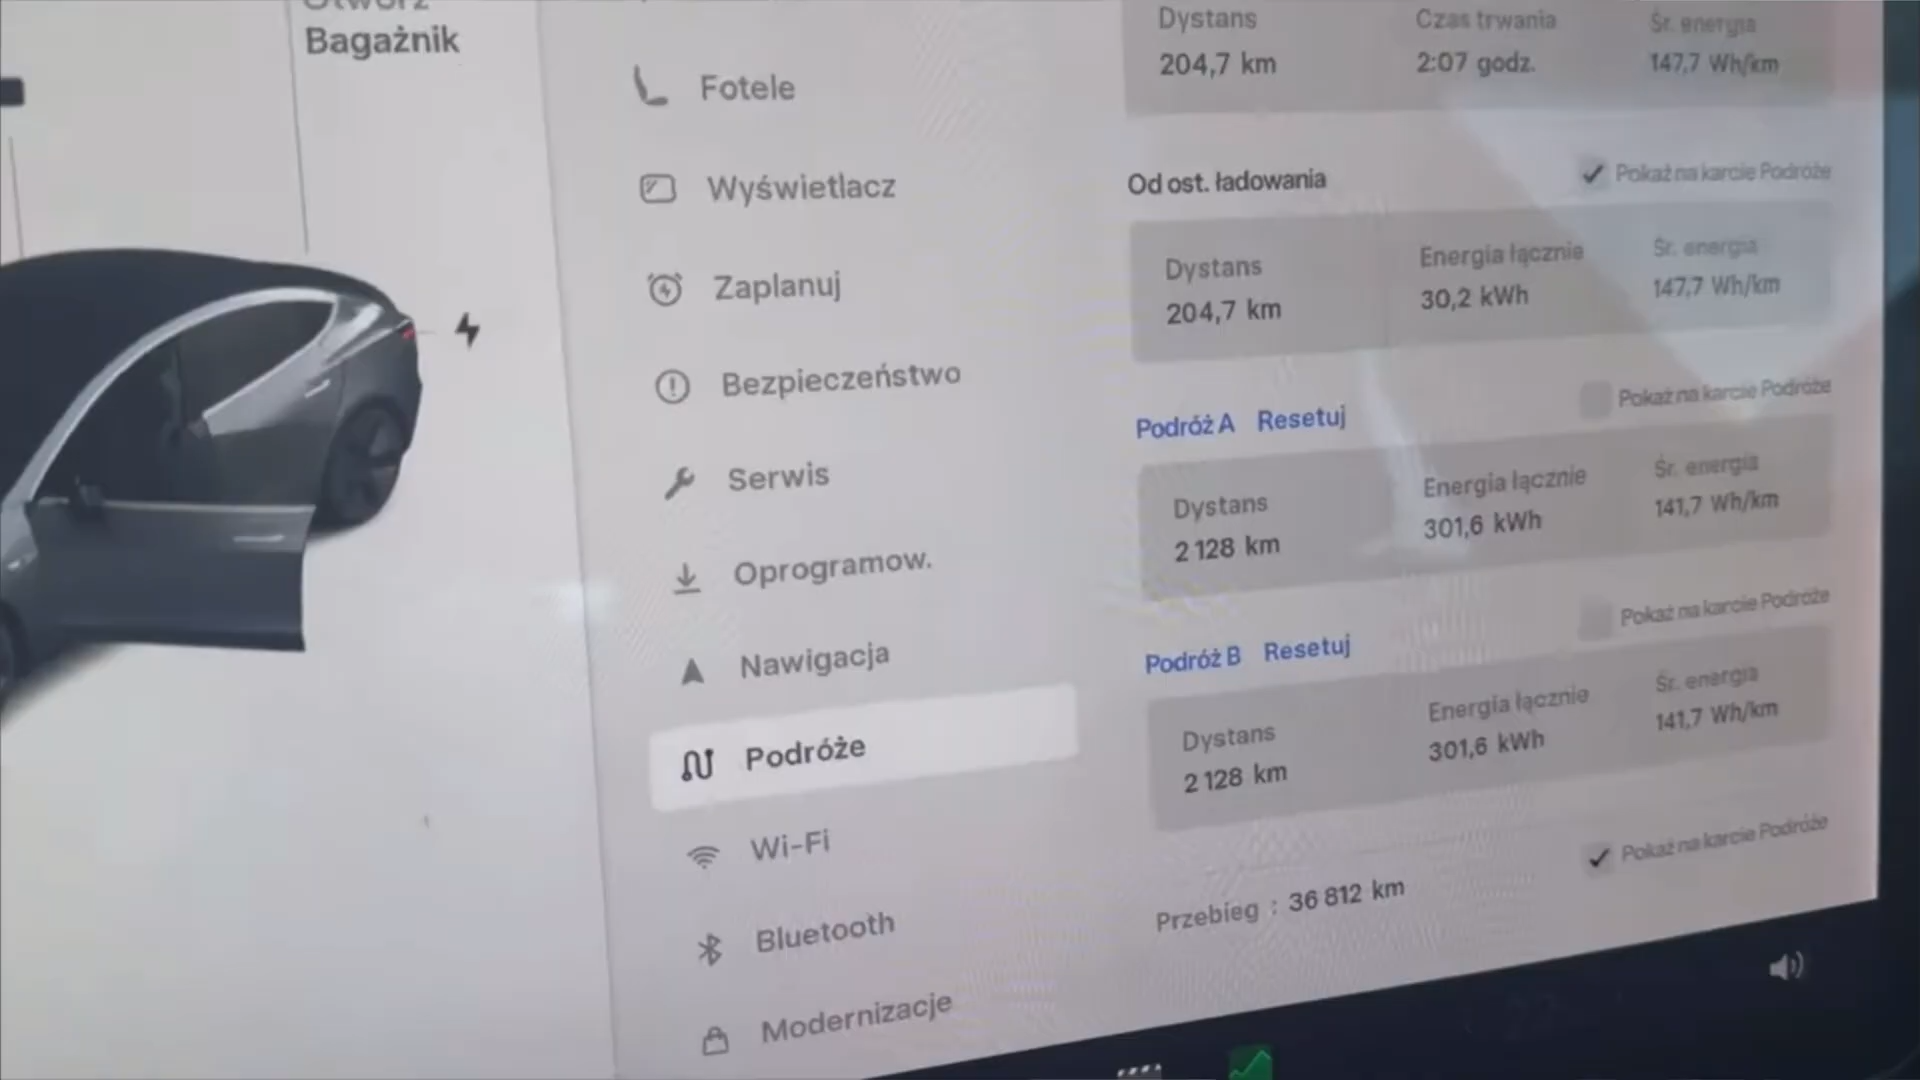 Otwórz
Bagażnik
Fotele
Wyświetlacz
Zaplanuj
Bezpieczeństwo
Serwis
Oprogramow.
Nawigacja
Podróże
Wi-Fi
Bluetooth
Modernizacje
Dystans Czas trwania Śr. energia
204,7 km 2:07 godz. 147,7 Wh/km
Od ost. ładowania Pokaż na karcie Podróże
Dystans Energia łącznie Śr. energia
204,7 km 30,2 kWh 147,7 Wh/km
Podróż A Resetuj Pokaż na karcie Podróże
Dystans Energia łącznie Śr. energia
2 128 km 301,6 kWh 141,7 Wh/km
Podróż B Resetuj Pokaż na karcie Podróże
Dystans Energia łącznie Śr. energia
2 128 km 301,6 kWh 141,7 Wh/km
Przebieg : 36 812 km Pokaż na karcie Podróże